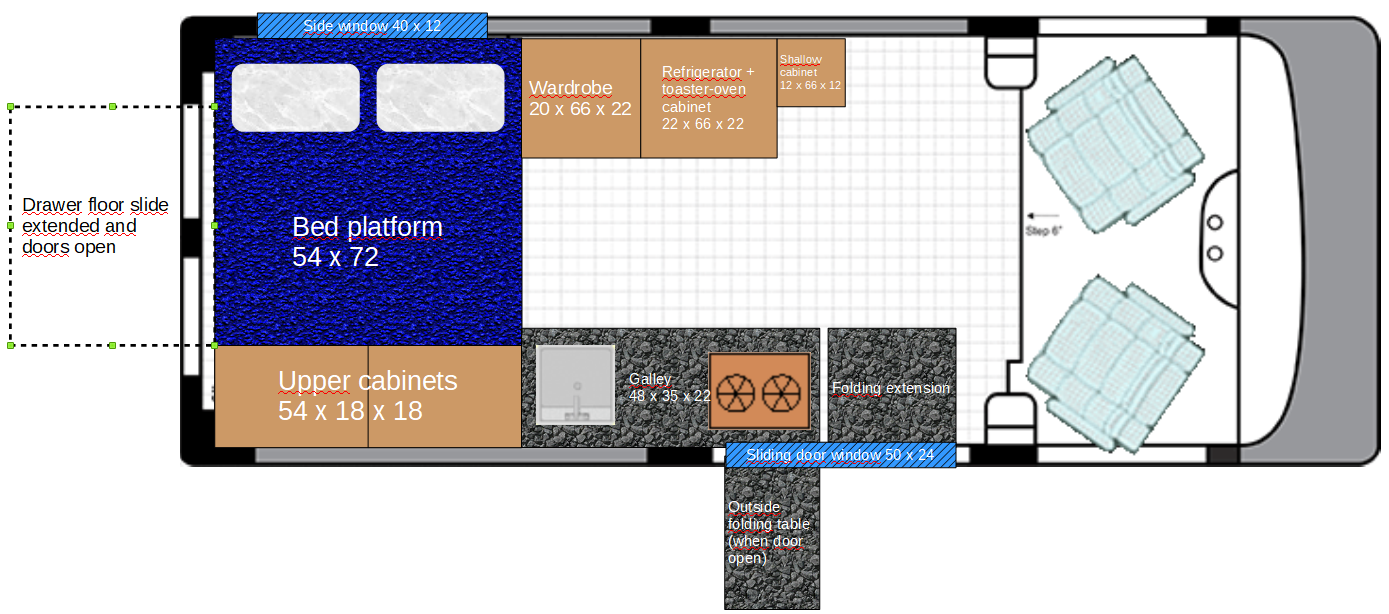 Side window 40 x 12
Wardrobe
20 x 66 x 22
Refrigerator +
toaster-oven
cabinet
22 x 66 x 22
Shallow
cabinet
12 x 66 x 12
Drawer floor slide
extended and
doors open
Bed platform
54 x 72
Step 6"
Upper cabinets
54 x 18 x 18
Galley
48 x 35 x 22
Folding extension
Sliding door window 50 x 24
Outside
folding table
(when door
open)